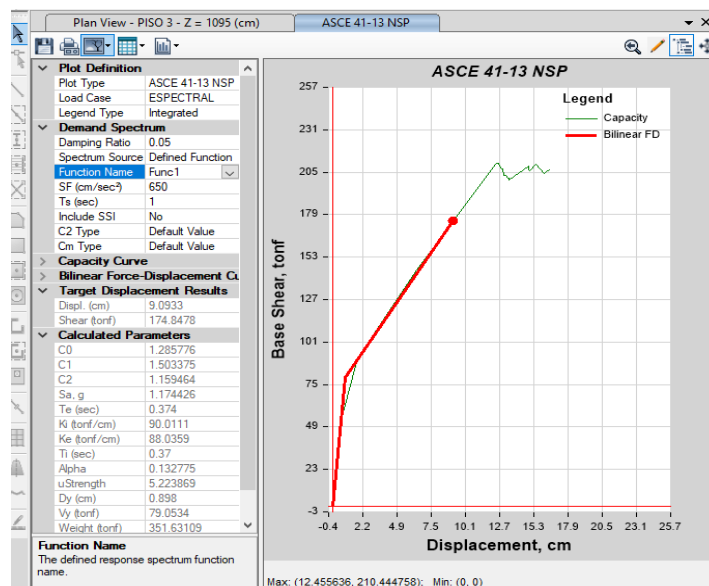 Plan View - PISO 3 - Z = 1095 (cm)
ASCE 41-13 NSP
Plot Definition
Plot Type ASCE 41-13 NSP
Load Case ESPECTRAL
Legend Type Integrated
Demand Spectrum
Damping Ratio 0.05
Spectrum Source Defined Function
Function Name Func1
SF (cm/sec²) 650
Ts (sec) 1
Include SSI No
C2 Type Default Value
Cm Type Default Value
Capacity Curve
Bilinear Force-Displacement Cu
Target Displacement Results
Displ. (cm) 9.0933
Shear (tonf) 174.8478
Calculated Parameters
C0 1.285776
C1 1.503375
C2 1.159464
Sa, g 1.174426
Te (sec) 0.374
Ki (tonf/cm) 90.0111
Ke (tonf/cm) 88.0359
Ti (sec) 0.37
Alpha 0.132775
uStrength 5.223869
Dy (cm) 0.898
Vy (tonf) 79.0534
Weight (tonf) 351.63109
Function Name
The defined response spectrum function
name.
ASCE 41-13 NSP
Legend
Capacity
Bilinear FD
257
231
205
179
153
127
101
75
49
23
-3
Base Shear, tonf
-0.4 2.2 4.9 7.5 10.1 12.7 15.3 17.9 20.5 23.1 25.7
Displacement, cm
Max: (12.455636, 210.444758); Min: (0, 0)